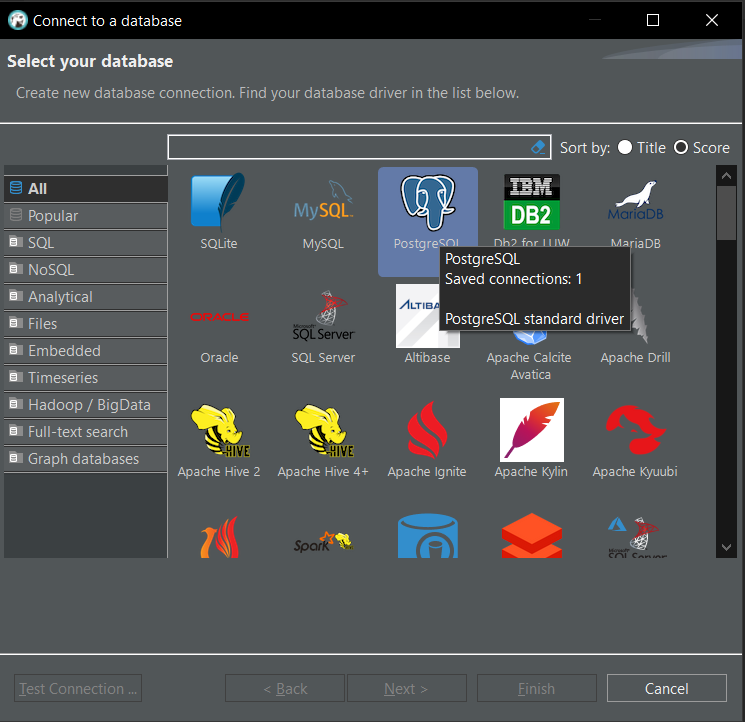 Connect to a database
Select your database
Create new database connection. Find your database driver in the list below.
Sort by: Title Score
All
Popular
SQL
NoSQL
Analytical
Files
Embedded
Timeseries
Hadoop / BigData
Full-text search
Graph databases
MySQL
IBM
DB2
MariaDB
SQLite
MySQL
PostgreSQL
Db2 for LUW
MariaDB
PostgreSQL
Saved connections: 1
PostgreSQL standard driver
ORACLE
Microsoft
SQL Server
ALTIBA
Oracle
SQL Server
Altibase
Apache Calcite
Avatica
Apache Drill
HIVE
HIVE
Apache Hive 2
Apache Hive 4+
Apache Ignite
Apache Kylin
Apache Kyuubi
Spark
Microsoft
SQL Server
Test Connection ...
< Back
Next >
Finish
Cancel